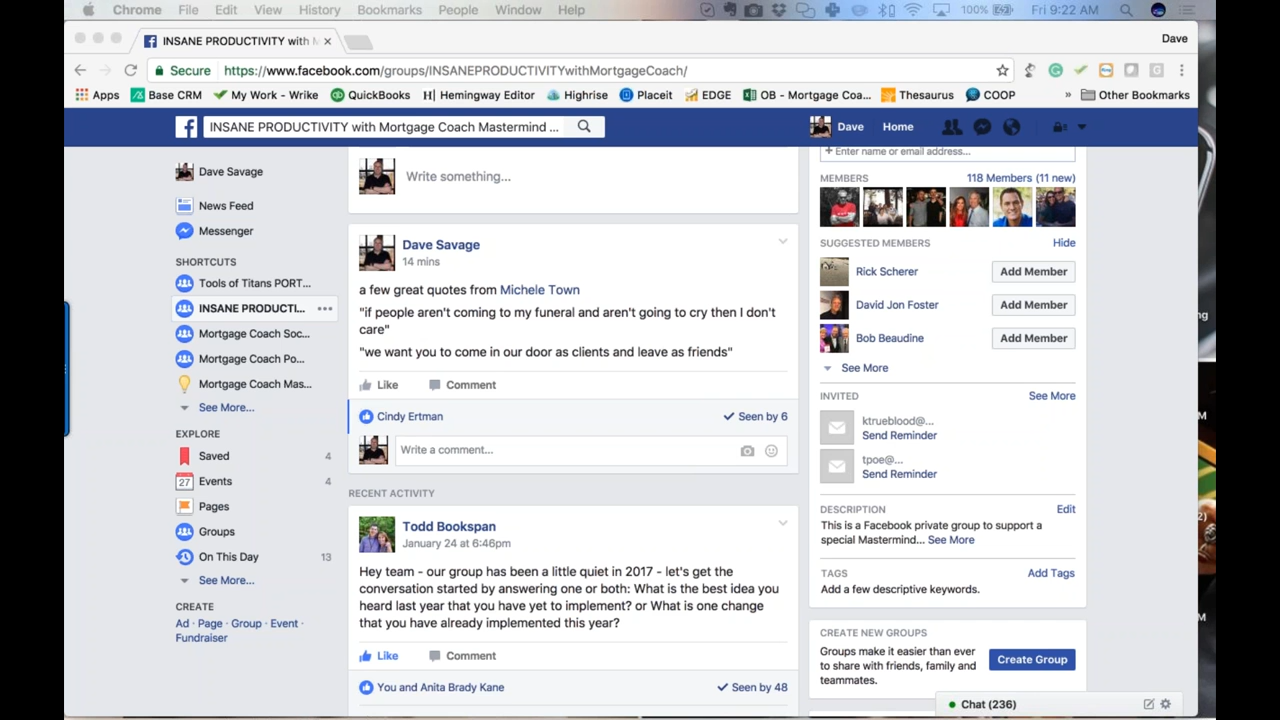 Chrome File Edit View History Bookmarks People Window Help 100% Fri 9:22 AM
INSANE PRODUCTIVITY with M
Dave
Secure https://www.facebook.com/groups/INSANEPRODUCTIVITYwithMortgageCoach/
Apps Base CRM My Work - Wrike QuickBooks H| Hemingway Editor Highrise Placeit EDGE OB - Mortgage Coa... Thesaurus COOP » Other Bookmarks
INSANE PRODUCTIVITY with Mortgage Coach Mastermind ...
Dave Home
Dave Savage
News Feed
Messenger
SHORTCUTS
Tools of Titans PORT...
INSANE PRODUCTI...
Mortgage Coach Soc...
Mortgage Coach Po...
Mortgage Coach Mas...
See More...
EXPLORE
Saved 4
27 Events 4
Pages
Groups
On This Day 13
See More...
CREATE
Ad · Page · Group · Event ·
Fundraiser
Write something...
Dave Savage
14 mins
a few great quotes from Michele Town
"if people aren't coming to my funeral and aren't going to cry then I don't
care"
"we want you to come in our door as clients and leave as friends"
Like Comment
Cindy Ertman Seen by 6
Write a comment...
RECENT ACTIVITY
Todd Bookspan
January 24 at 6:46pm
Hey team - our group has been a little quiet in 2017 - let's get the
conversation started by answering one or both: What is the best idea you
heard last year that you have yet to implement? or What is one change
that you have already implemented this year?
Like Comment
You and Anita Brady Kane Seen by 48
+ Enter name or email address...
MEMBERS 118 Members (11 new)
SUGGESTED MEMBERS Hide
Rick Scherer Add Member
David Jon Foster Add Member
Bob Beaudine Add Member
See More
INVITED See More
ktrueblood@...
Send Reminder
tpoe@...
Send Reminder
DESCRIPTION Edit
This is a Facebook private group to support a
special Mastermind... See More
TAGS Add Tags
Add a few descriptive keywords.
CREATE NEW GROUPS
Groups make it easier than ever
to share with friends, family and
teammates.
Create Group
Chat (236)